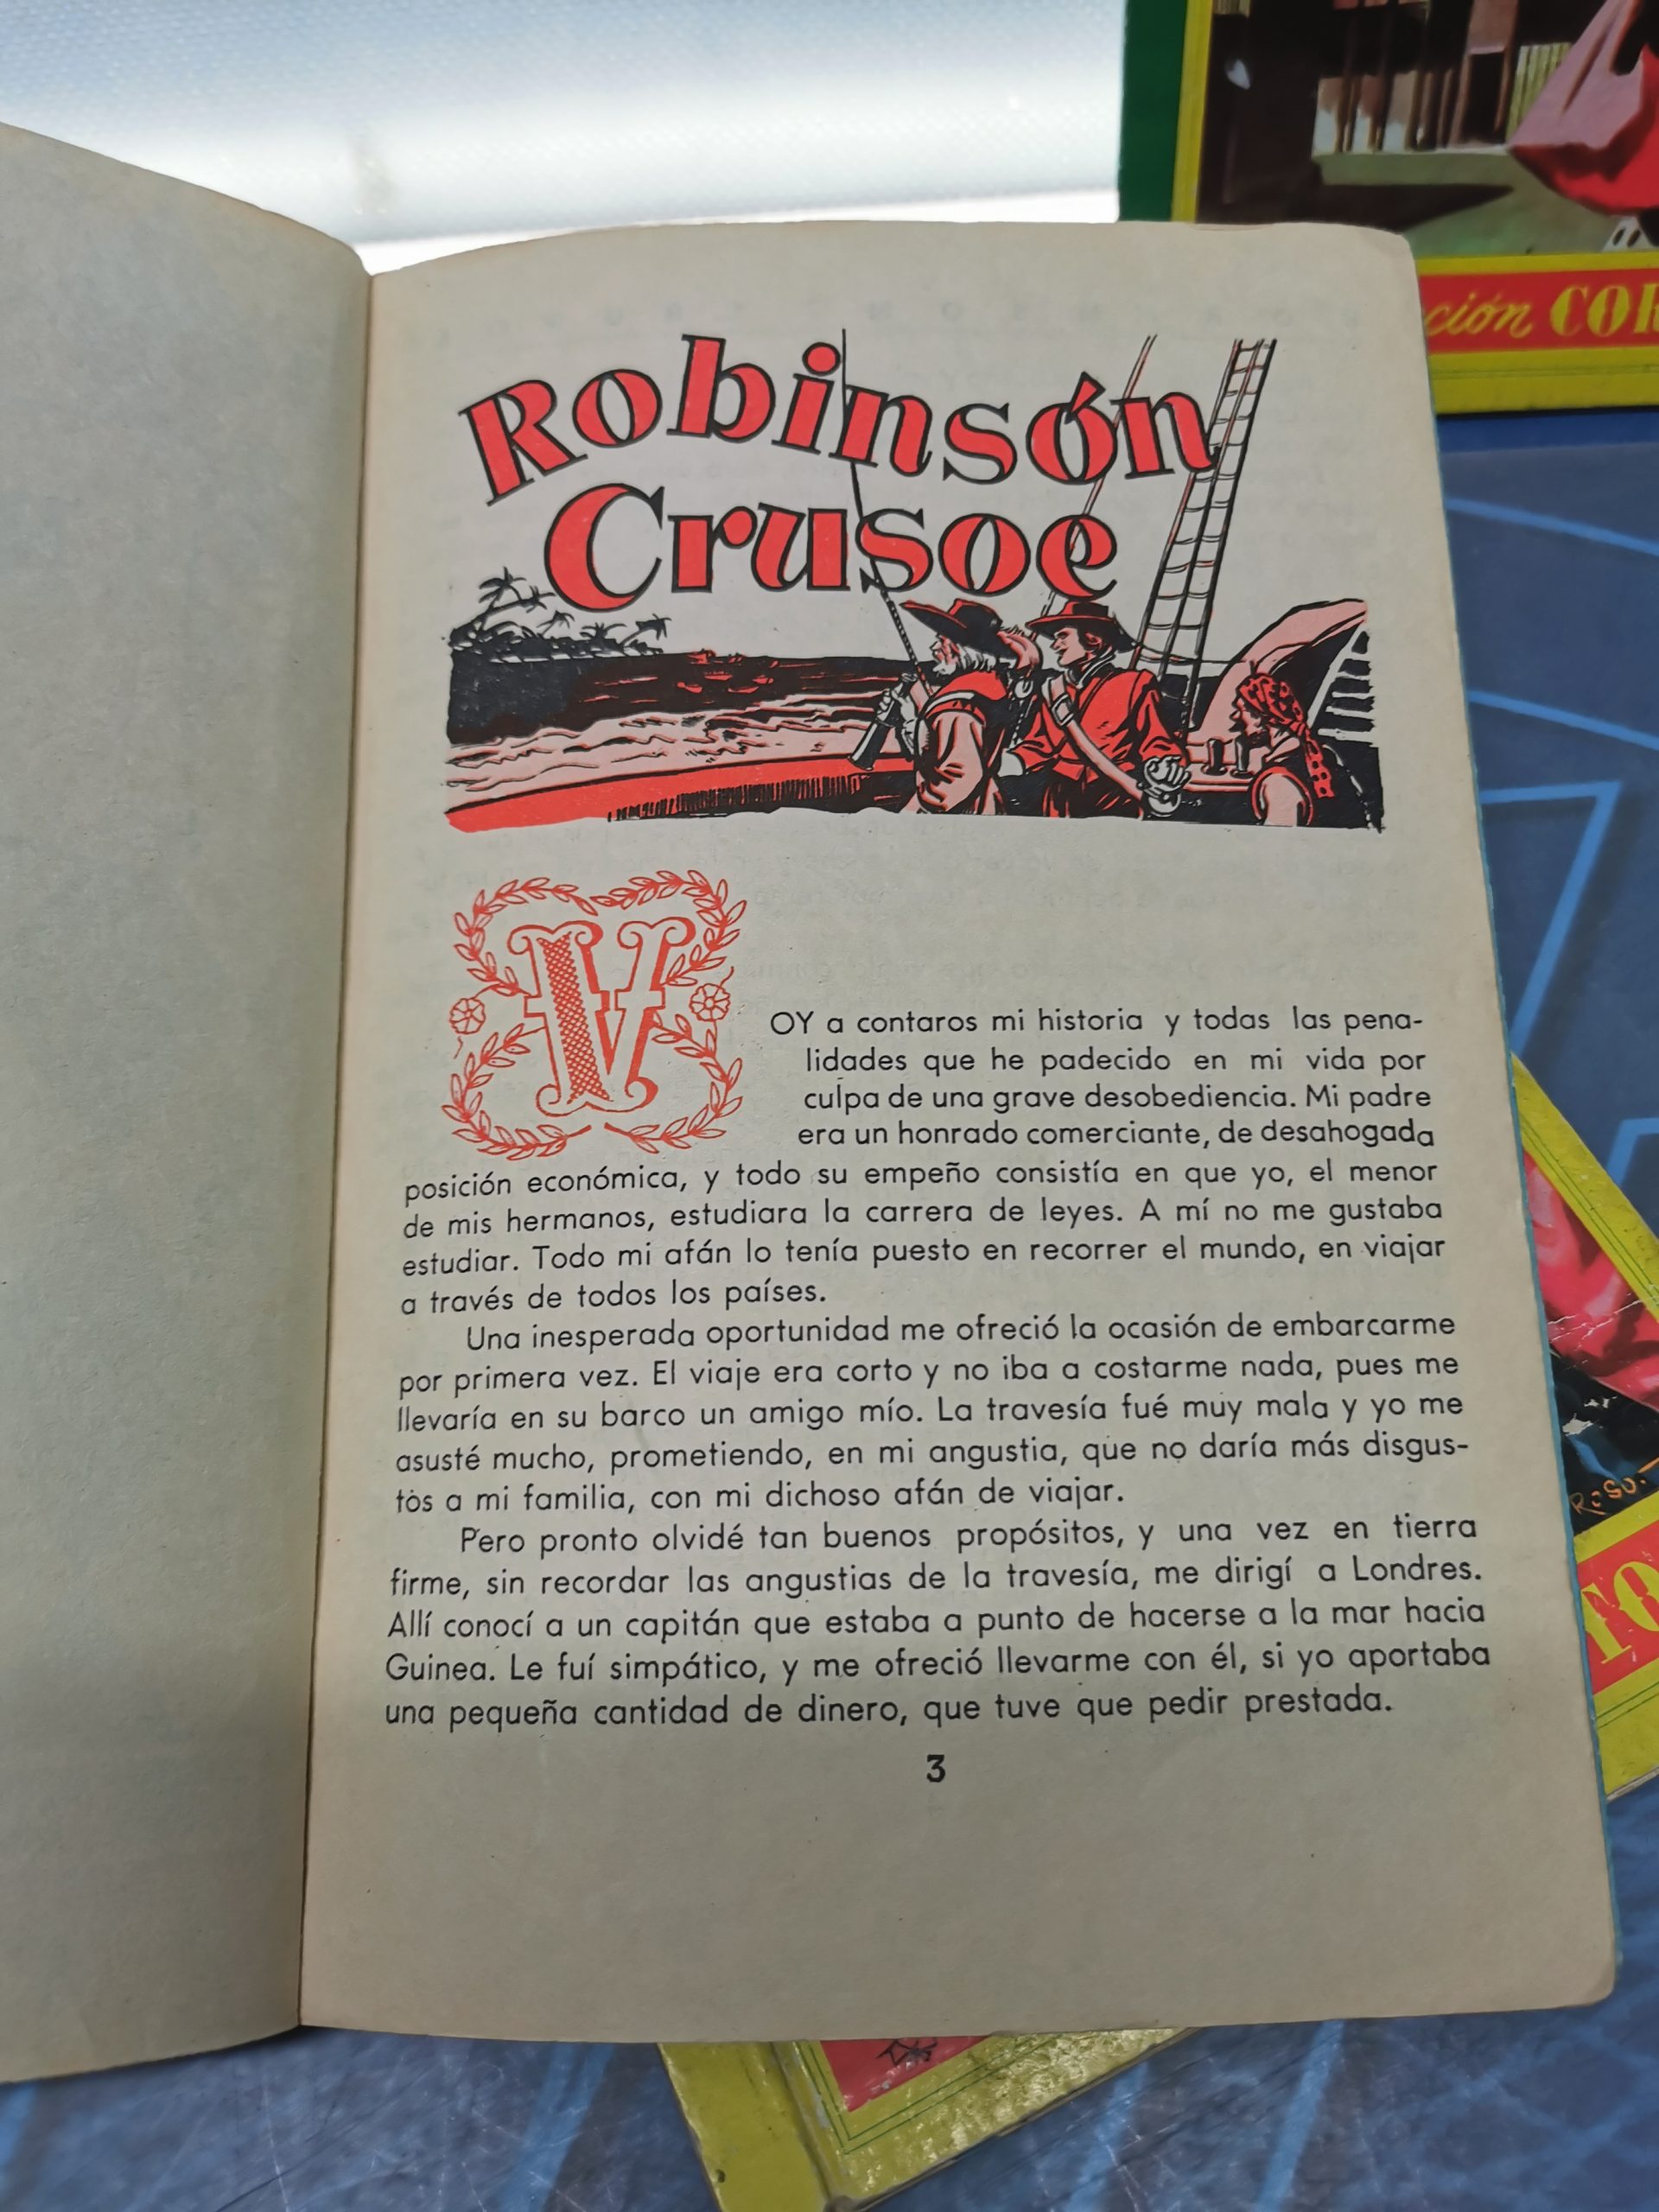 ción COR
Robinsón
Crusoe
VOY a contaros mi historia y todas las pena-
lidades que he padecido en mi vida por
culpa de una grave desobediencia. Mi padre
era un honrado comerciante, de desahogada
posición económica, y todo su empeño consistía en que yo, el menor
de mis hermanos, estudiara la carrera de leyes. A mí no me gustaba
estudiar. Todo mi afán lo tenía puesto en recorrer el mundo, en viajar
a través de todos los países.
Una inesperada oportunidad me ofreció la ocasión de embarcarme
por primera vez. El viaje era corto y no iba a costarme nada, pues me
llevaría en su barco un amigo mío. La travesía fué muy mala y yo me
asusté mucho, prometiendo, en mi angustia, que no daría más disgus-
tos a mi familia, con mi dichoso afán de viajar.
Pero pronto olvidé tan buenos propósitos, y una vez en tierra
firme, sin recordar las angustias de la travesía, me dirigí a Londres.
Allí conocí a un capitán que estaba a punto de hacerse a la mar hacia
Guinea. Le fuí simpático, y me ofreció llevarme con él, si yo aportaba
una pequeña cantidad de dinero, que tuve que pedir prestada.
3